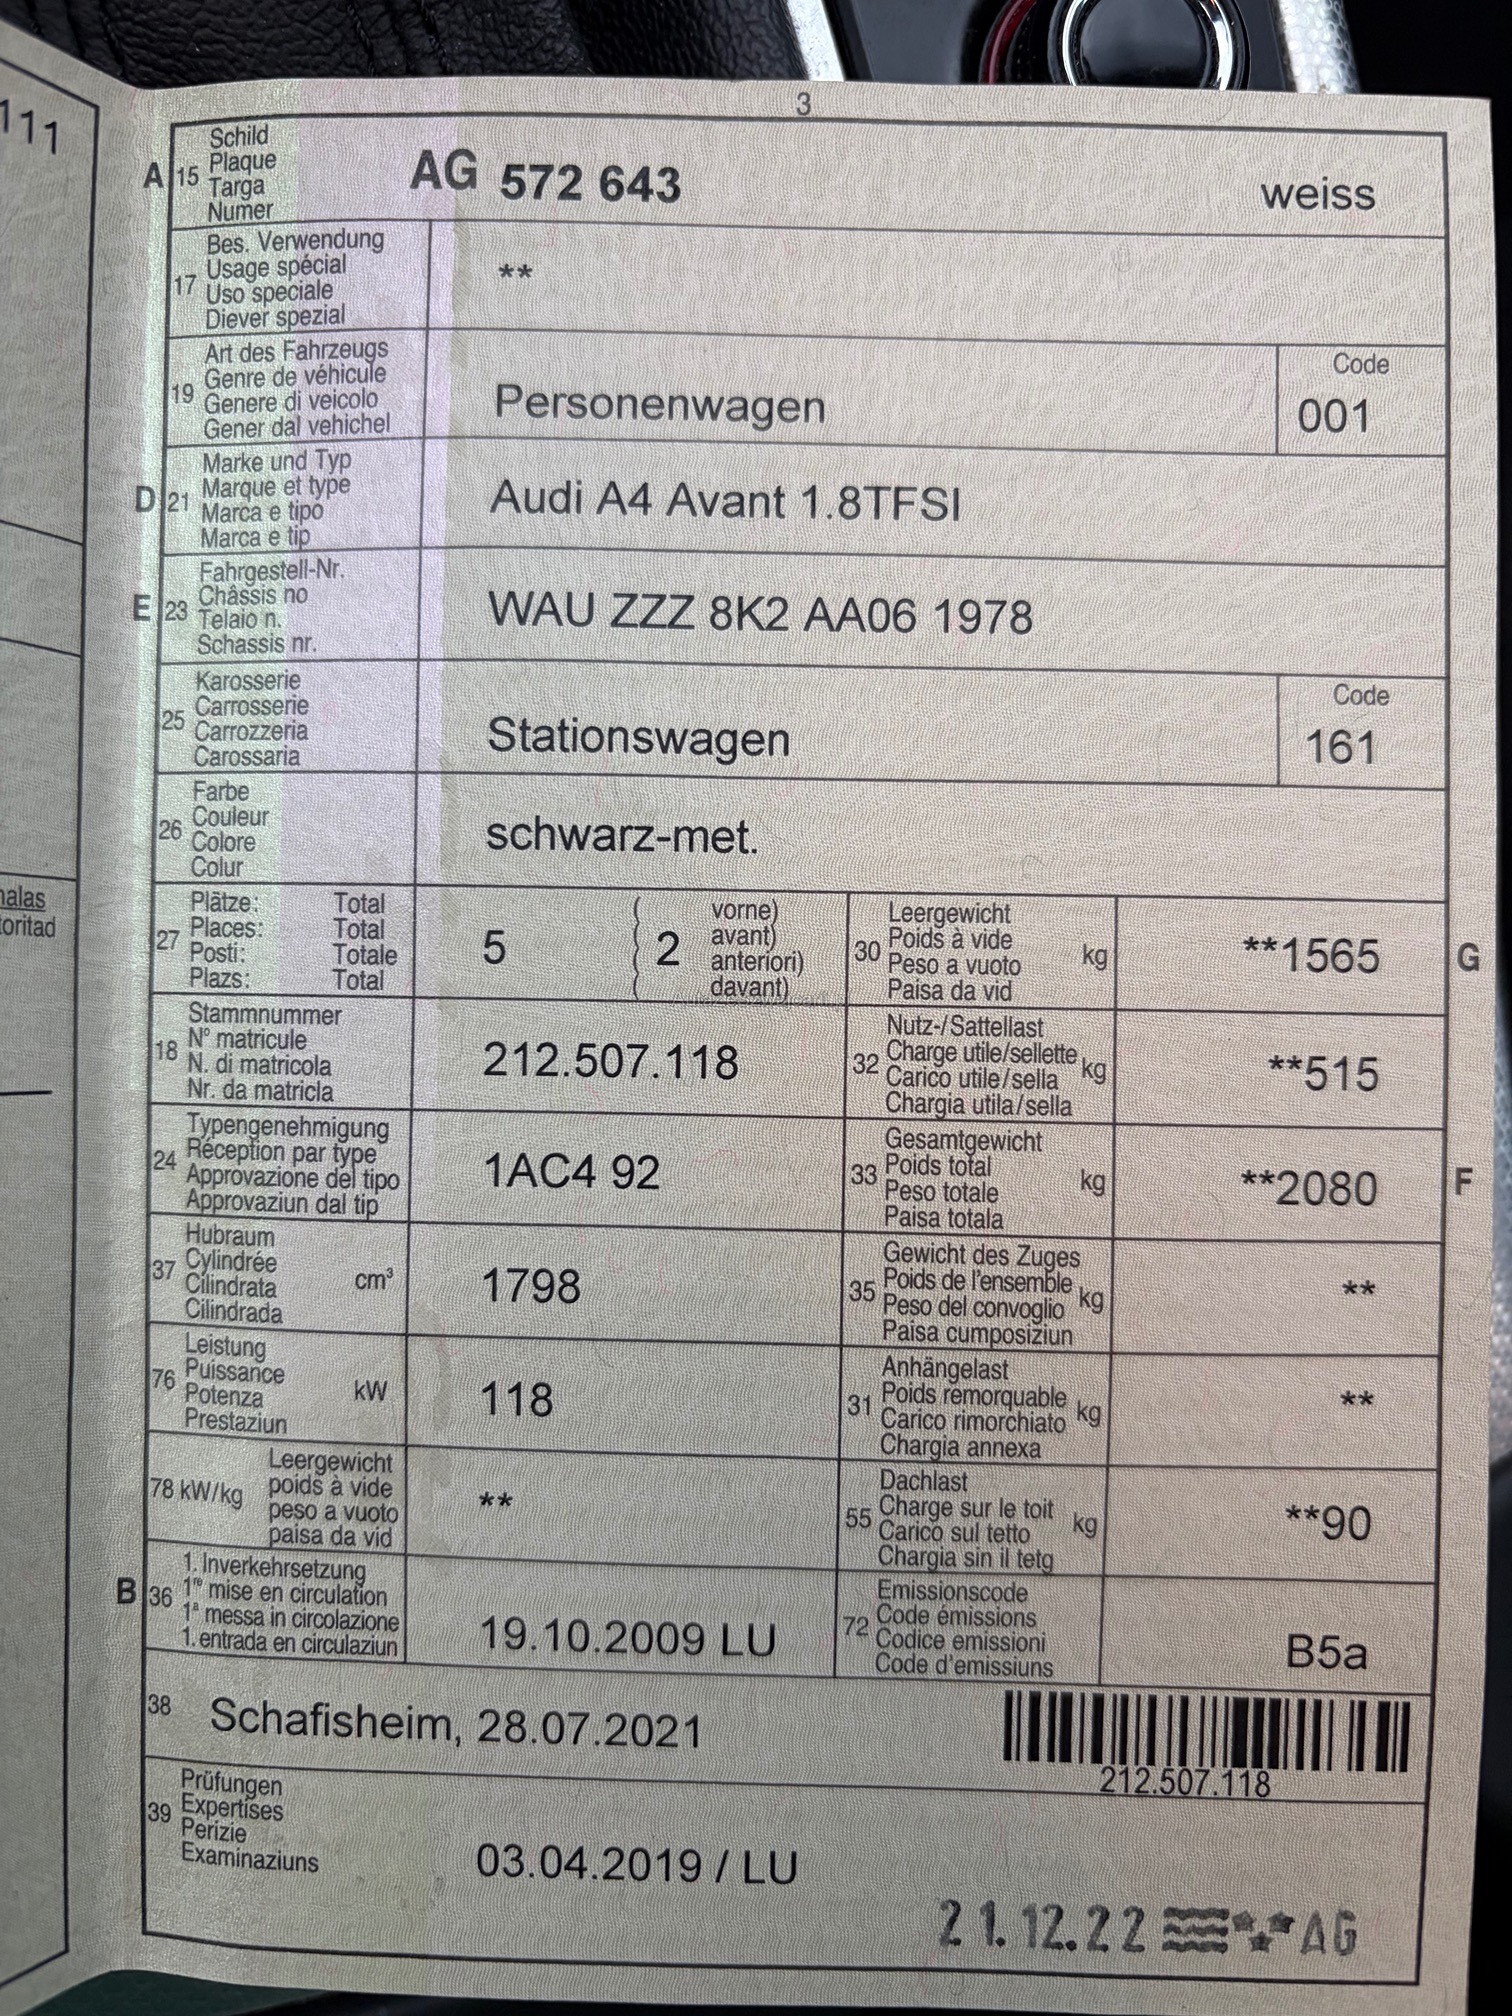 111
3
A 15 Schild
Plaque
Targa
Numer
AG 572 643 weiss
17 Bes. Verwendung
Usage spécial
Uso speciale
Diever spezial
**
19 Art des Fahrzeugs
Genre de véhicule
Genere di veicolo
Gener dal vehichel
Personenwagen
Code
001
D 21 Marke und Typ
Marque et type
Marca e tipo
Marca e tip
Audi A4 Avant 1.8TFSI
E 23 Fahrgestell-Nr.
Châssis no
Telaio n.
Schassis nr.
WAU ZZZ 8K2 AA06 1978
25 Karosserie
Carrosserie
Carrozzeria
Carossaria
Stationswagen
Code
161
26 Farbe
Couleur
Colore
Colur
schwarz-met.
nalas
toritad
27 Plätze: Total
Places: Total
Posti: Totale
Plazs: Total
5
( 2 vorne)
( avant)
( anteriori)
( davant)
30 Leergewicht
Poids à vide kg
Peso a vuoto
Paisa da vid
**1565 G
18 Stammnummer
N° matricule
N. di matricola
Nr. da matricla
212.507.118
32 Nutz-/Sattellast
Charge utile/sellette kg
Carico utile/sella
Chargia utila/sella
**515
24 Typengenehmigung
Réception par type
Approvazione del tipo
Approvaziun dal tip
1AC4 92
33 Gesamtgewicht
Poids total kg
Peso totale
Paisa totala
**2080 F
37 Hubraum
Cylindrée cm³
Cilindrata
Cilindrada
1798
35 Gewicht des Zuges
Poids de l'ensemble kg
Peso del convoglio
Paisa cumposiziun
**
76 Leistung
Puissance kW
Potenza
Prestaziun
118
31 Anhängelast
Poids remorquable kg
Carico rimorchiato
Chargia annexa
**
78 kW/kg Leergewicht
poids à vide
peso a vuoto
paisa da vid
**
55 Dachlast
Charge sur le toit kg
Carico sul tetto
Chargia sin il tetg
**90
B 36 1. Inverkehrsetzung
1re mise en circulation
1a messa in circolazione
1. entrada en circulaziun
19.10.2009 LU
72 Emissionscode
Code émissions
Codice emissioni
Code d'emissiuns
B5a
38 Schafisheim, 28.07.2021
212.507.118
39 Prüfungen
Expertises
Perizie
Examinaziuns
03.04.2019 / LU
21.12.22 AG